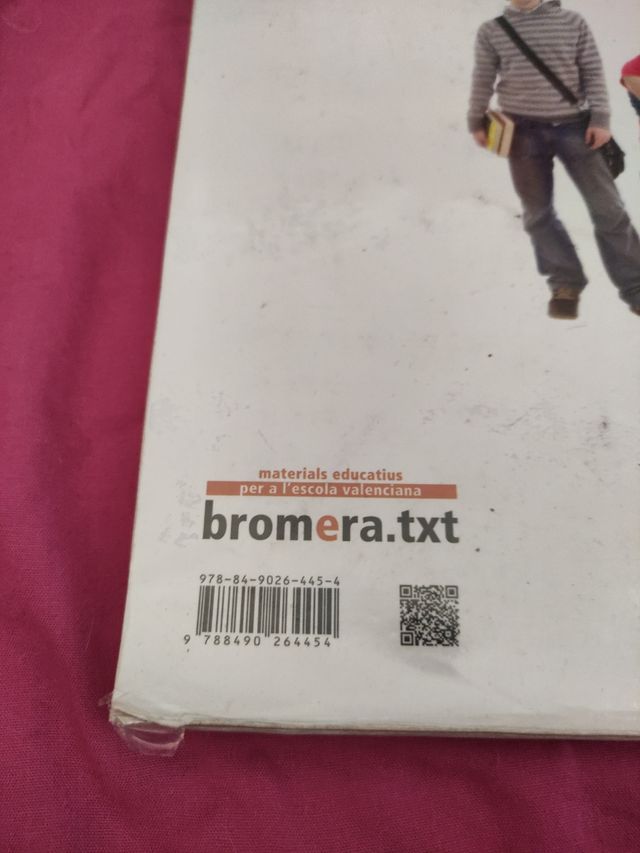 materials educatius
per a l'escola valenciana
bromera.txt
978-84-9026-445-4
9 788490 264454